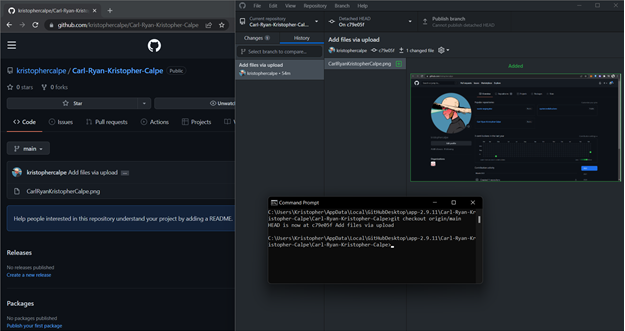 kristophercalpe/Carl-Ryan-Kr
github.com/kristophercalpe/Carl-Ryan-Kristopher-Calpe
kristophercalpe / Carl-Ryan-Kristopher-Calpe Public
0 stars 0 forks
Star
Unwatch
Code Issues Pull requests Actions Projects
main
kristophercalpe Add files via upload
CarlRyanKristopherCalpe.png
Help people interested in this repository understand your project by adding a README.
Releases
No releases published
Create a new release
Packages
No packages published
Publish your first package
File Edit View Repository Branch Help
Current repository
Carl-Ryan-Kristopher-Cal...
Detached HEAD
On c79e05f
Publish branch
Cannot publish detached HEAD
Changes
History
Select branch to compare...
Add files via upload
kristophercalpe • 54m
Add files via upload
kristophercalpe c79e05f 1 changed file
CarlRyanKristopherCalpe.png
Added
Command Prompt
C:\Users\Kristopher\AppData\Local\GitHubDesktop\app-2.9.11\Carl-Ryan-Kr
istopher-Calpe\Carl-Ryan-Kristopher-Calpe>git checkout origin/main
HEAD is now at c79e05f Add files via upload
C:\Users\Kristopher\AppData\Local\GitHubDesktop\app-2.9.11\Carl-Ryan-Kr
istopher-Calpe\Carl-Ryan-Kristopher-Calpe>